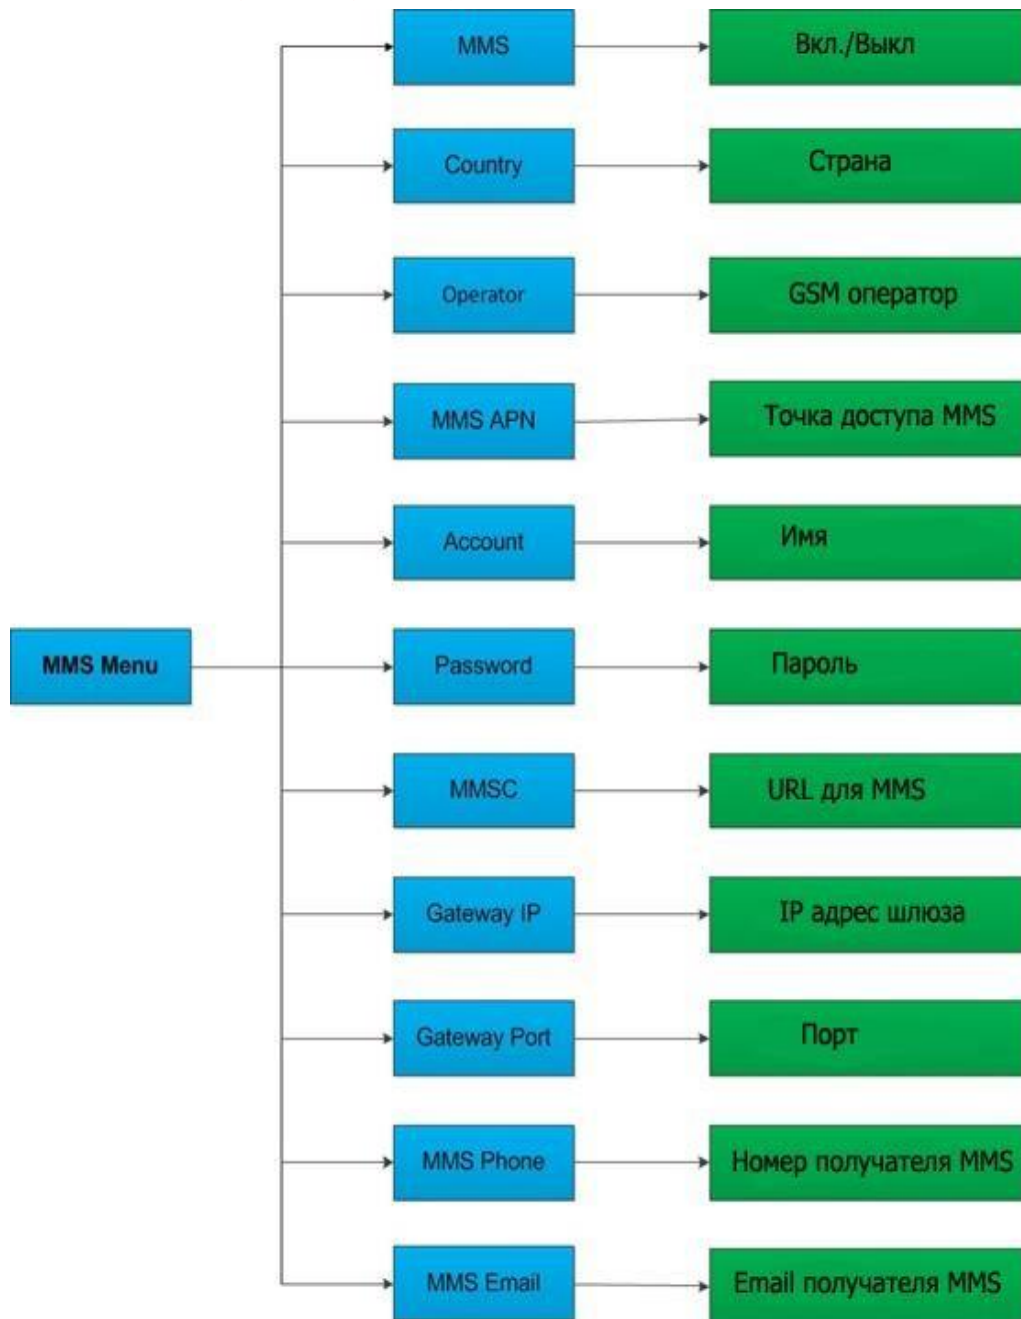 MMS
Вкл./Выкл
Country
Страна
Operator
GSM оператор
MMS APN
Точка доступа MMS
Account
Имя
MMS Menu
Password
Пароль
MMSC
URL для MMS
Gateway IP
IP адрес шлюза
Gateway Port
Порт
MMS Phone
Номер получателя MMS
MMS Email
Email получателя MMS